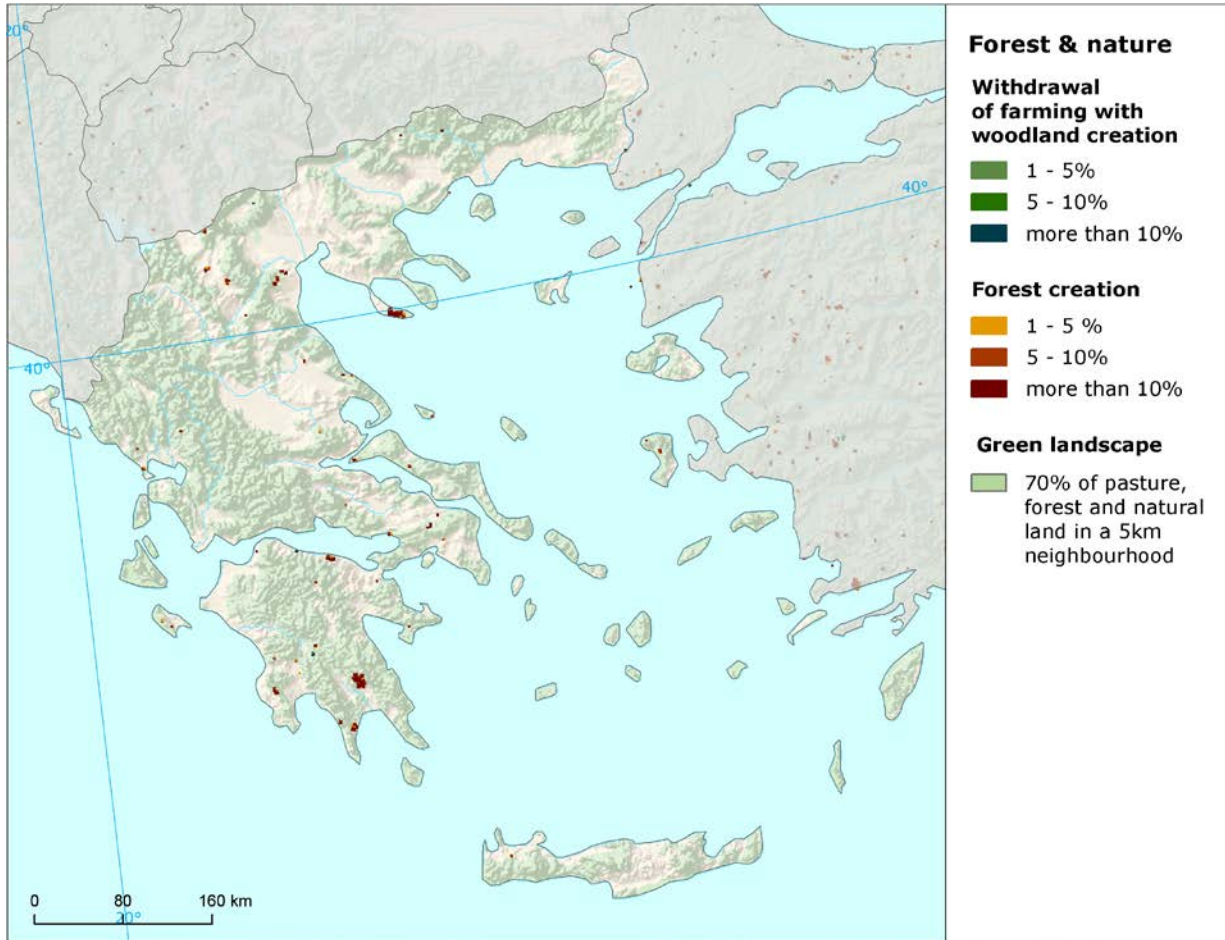 20°
40°
40°
0 80 160 km
20°
Forest & nature
Withdrawal
of farming with
woodland creation
1 - 5%
5 - 10%
more than 10%
Forest creation
1 - 5 %
5 - 10%
more than 10%
Green landscape
70% of pasture,
forest and natural
land in a 5km
neighbourhood